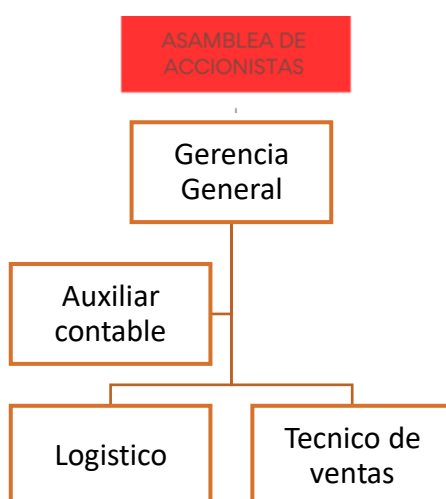 ASAMBLEA DE
ACCIONISTAS
Gerencia
General
Auxiliar
contable
Logistico
Tecnico de
ventas